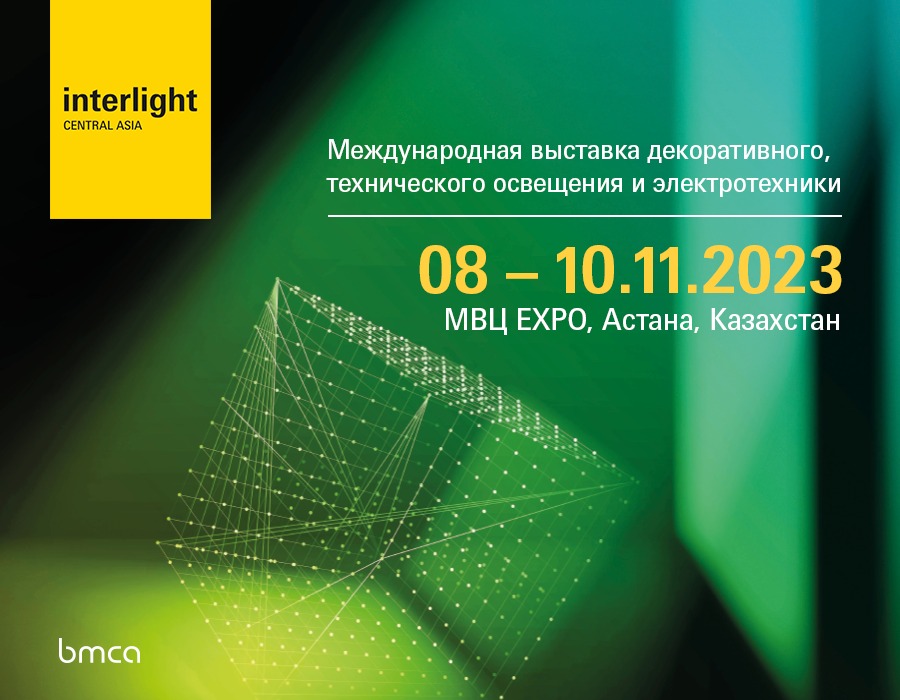 interlight
CENTRAL ASIA
Международная выставка декоративного,
технического освещения и электротехники
08 – 10.11.2023
МВЦ EXPO, Астана, Казахстан
bmca